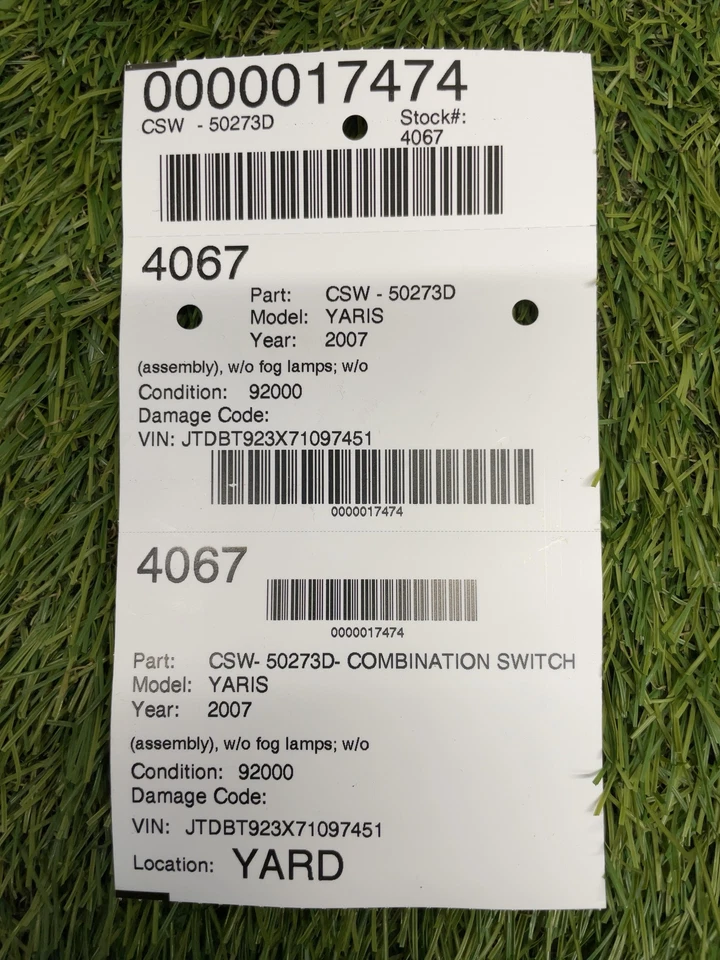 0000017474
CSW - 50273D
Stock#:
4067
4067
Part: CSW - 50273D
Model: YARIS
Year: 2007
(assembly), w/o fog lamps; w/o
Condition: 92000
Damage Code:
VIN: JTDBT923X71097451
0000017474
4067
0000017474
Part: CSW- 50273D- COMBINATION SWITCH
Model: YARIS
Year: 2007
(assembly), w/o fog lamps; w/o
Condition: 92000
Damage Code:
VIN: JTDBT923X71097451
Location: YARD